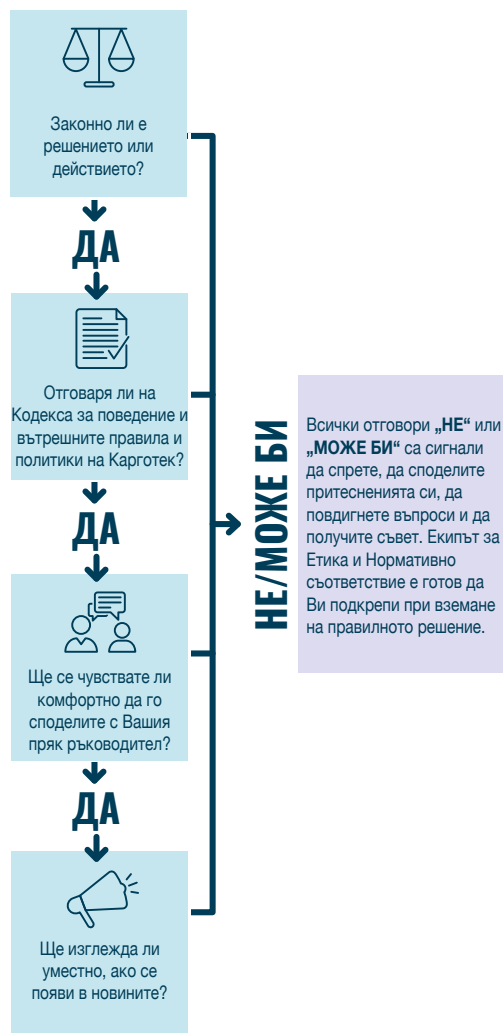 Законно ли е
решението или
действието?
ДА
Отговаря ли на
Кодекса за поведение и
вътрешните правила и
политики на Карготек?
ДА
Ще се чувствате ли
комфортно да го
споделите с Вашия
пряк ръководител?
ДА
Ще изглежда ли
уместно, ако се
появи в новините?
НЕ/МОЖЕ БИ
Всички отговори „НЕ“ или
„МОЖЕ БИ“ са сигнали
да спрете, да споделите
притесненията си, да
повдигнете въпроси и да
получите съвет. Екипът за
Етика и Нормативно
съответствие е готов да
Ви подкрепи при вземане
на правилното решение.